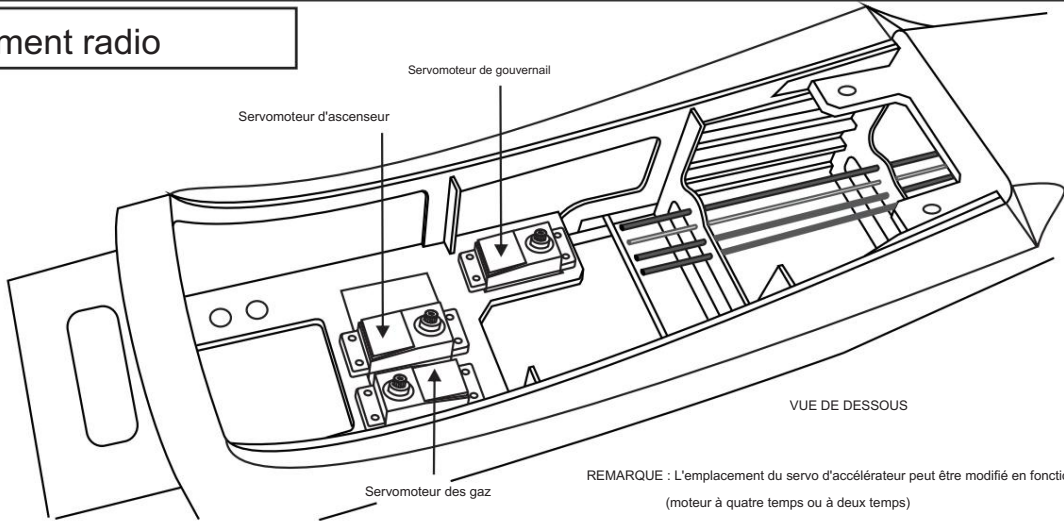 ment radio
Servomoteur de gouvernail
Servomoteur d'ascenseur
VUE DE DESSOUS
REMARQUE : L'emplacement du servo d'accélérateur peut être modifié en
Servomoteur des gaz
(moteur à quatre temps ou à deux temps)